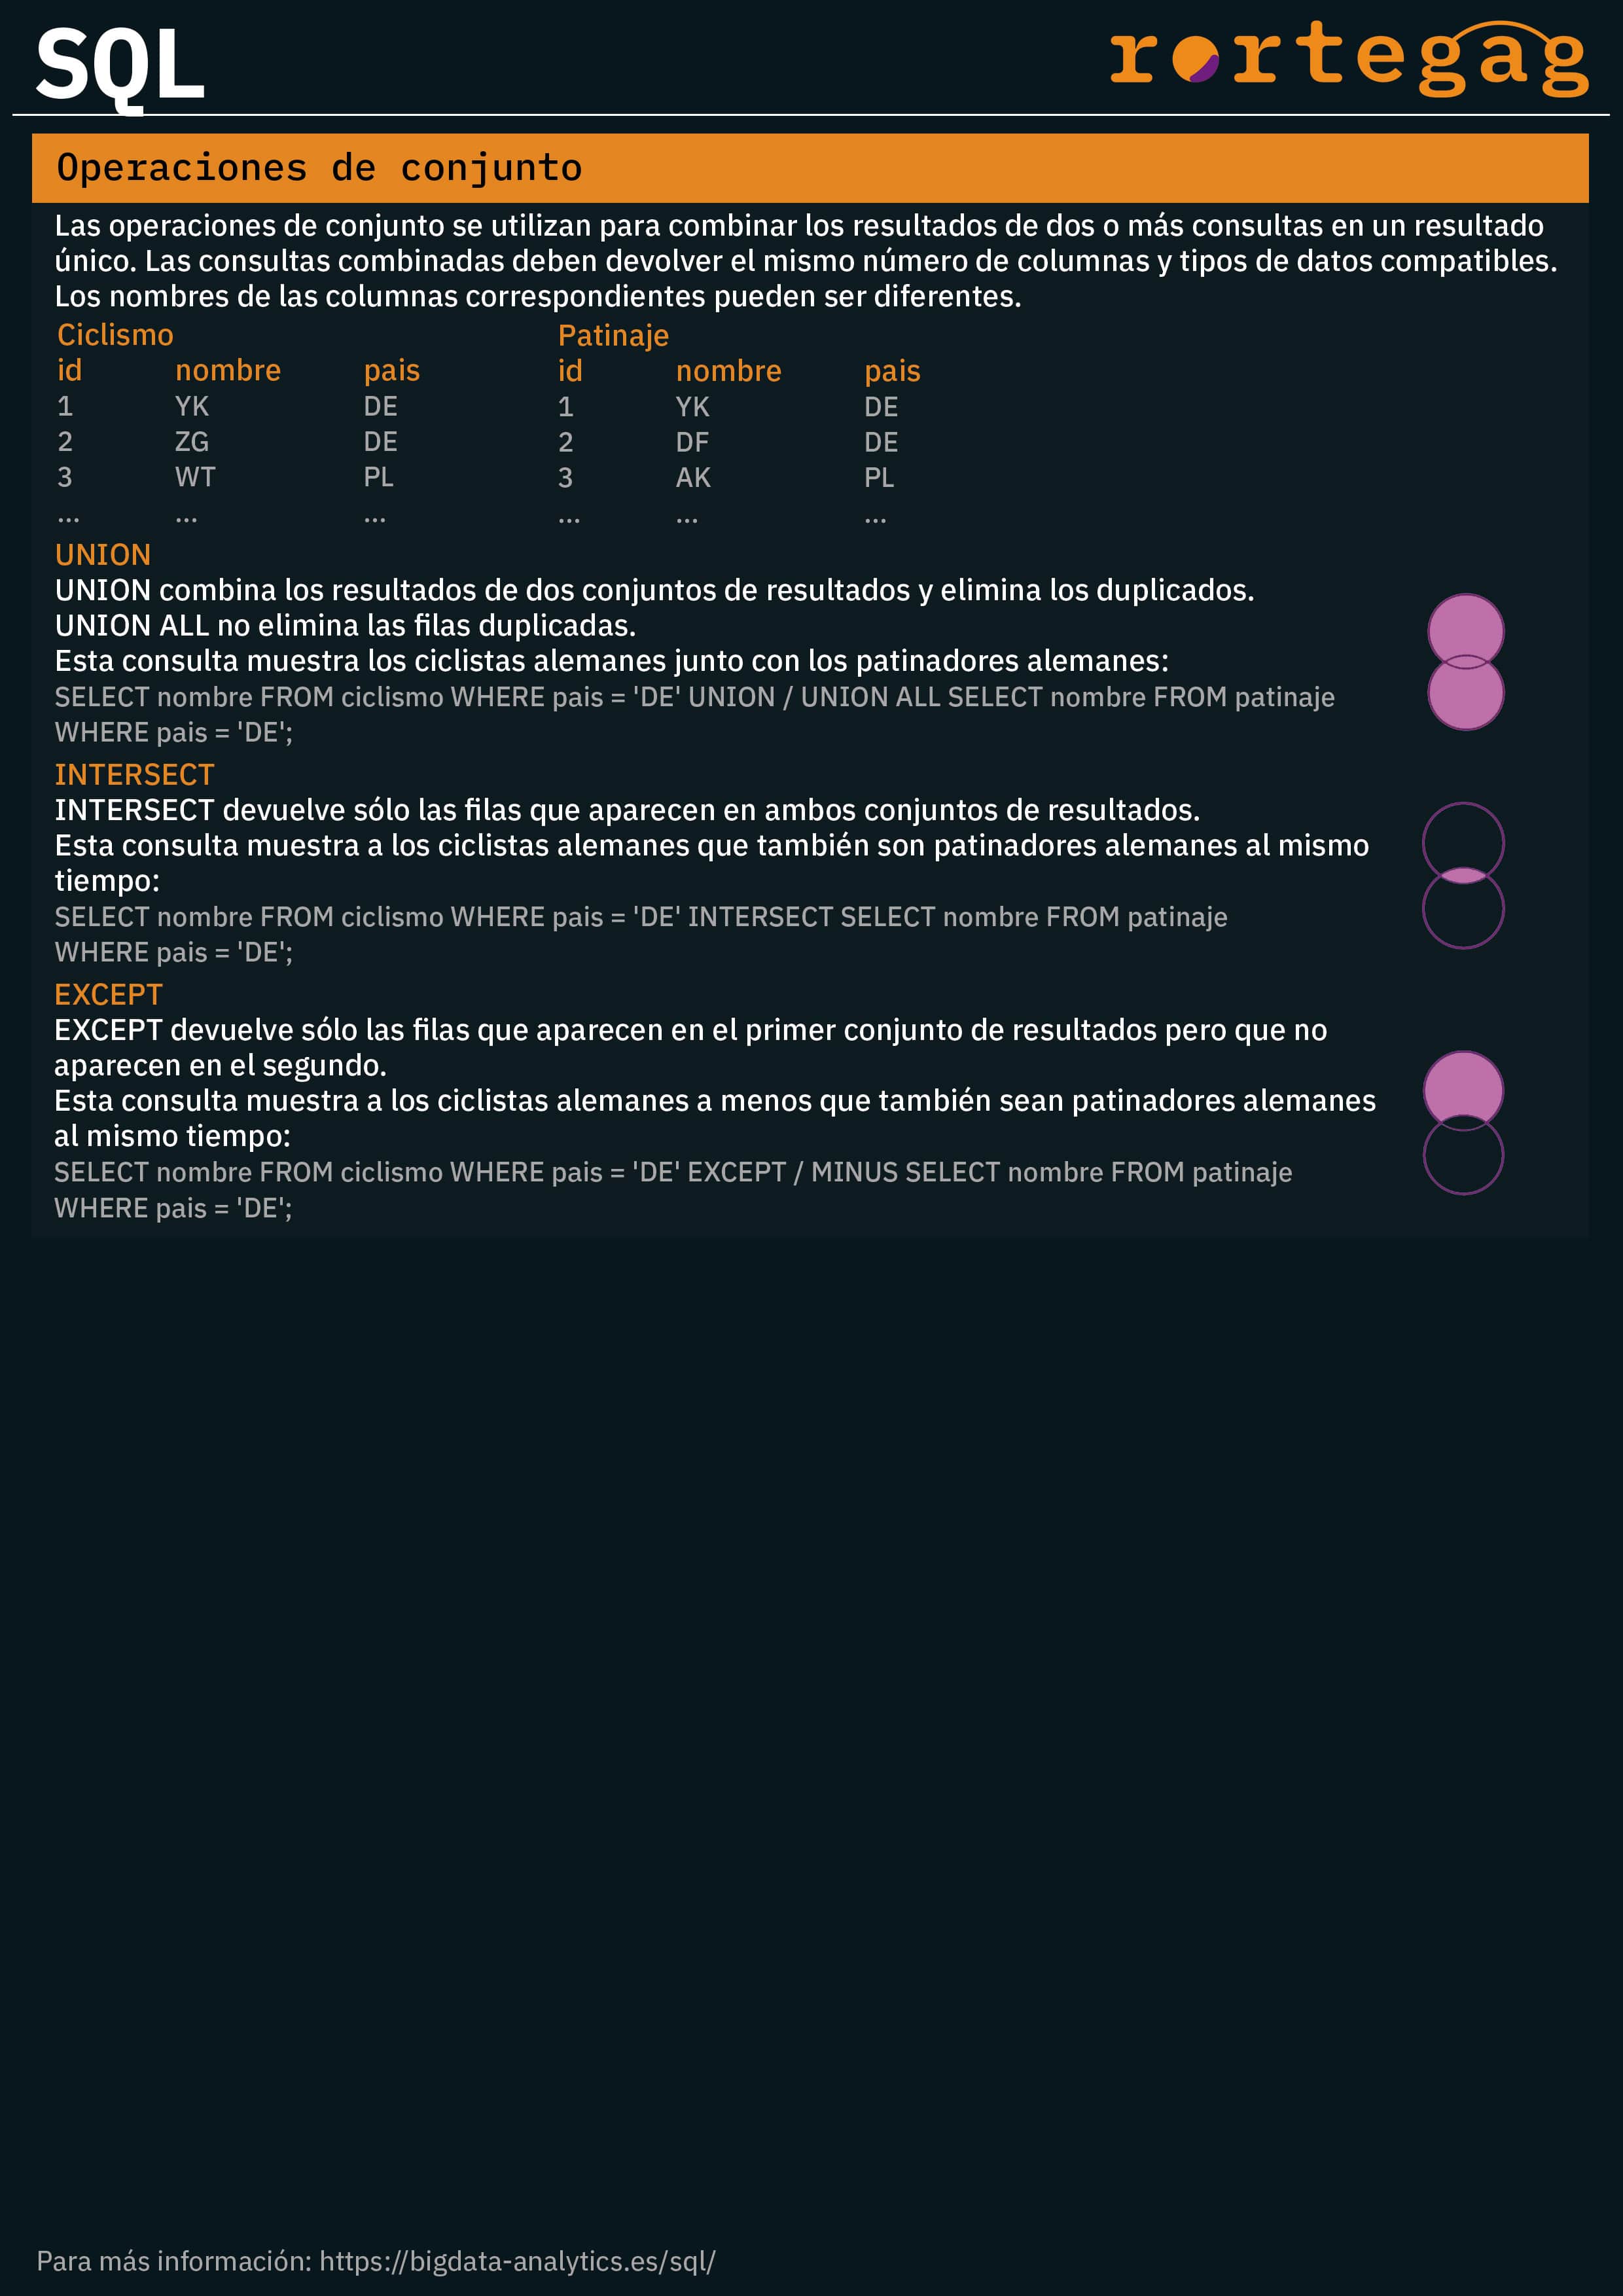 SQL
rortegag
Operaciones de conjunto
Las operaciones de conjunto se utilizan para combinar los resultados de dos o más consultas en un resultado
único. Las consultas combinadas deben devolver el mismo número de columnas y tipos de datos compatibles.
Los nombres de las columnas correspondientes pueden ser diferentes.
Ciclismo Patinaje
id nombre pais id nombre pais
1 YK DE 1 YK DE
2 ZG DE 2 DF DE
3 WT PL 3 AK PL
... ... ... ... ... ...
UNION
UNION combina los resultados de dos conjuntos de resultados y elimina los duplicados.
UNION ALL no elimina las filas duplicadas.
Esta consulta muestra los ciclistas alemanes junto con los patinadores alemanes:
SELECT nombre FROM ciclismo WHERE pais = 'DE' UNION / UNION ALL SELECT nombre FROM patinaje
WHERE pais = 'DE';
INTERSECT
INTERSECT devuelve sólo las filas que aparecen en ambos conjuntos de resultados.
Esta consulta muestra a los ciclistas alemanes que también son patinadores alemanes al mismo
tiempo:
SELECT nombre FROM ciclismo WHERE pais = 'DE' INTERSECT SELECT nombre FROM patinaje
WHERE pais = 'DE';
EXCEPT
EXCEPT devuelve sólo las filas que aparecen en el primer conjunto de resultados pero que no
aparecen en el segundo.
Esta consulta muestra a los ciclistas alemanes a menos que también sean patinadores alemanes
al mismo tiempo:
SELECT nombre FROM ciclismo WHERE pais = 'DE' EXCEPT / MINUS SELECT nombre FROM patinaje
WHERE pais = 'DE';
Para más información: https://bigdata-analytics.es/sql/